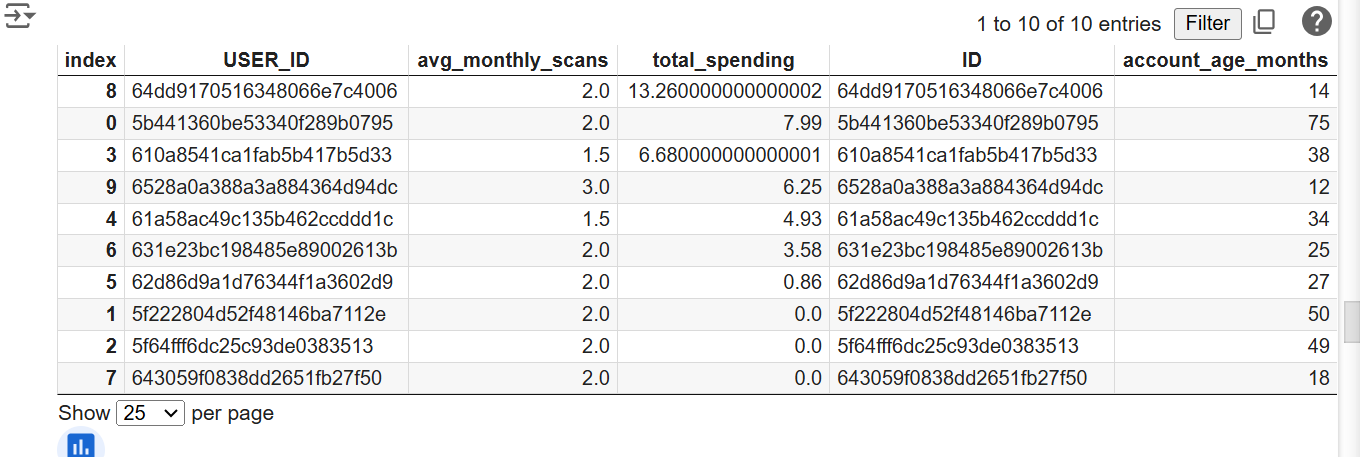 1 to 10 of 10 entries Filter ?
index USER_ID avg_monthly_scans total_spending ID account_age_months
8 64dd9170516348066e7c4006 2.0 13.260000000000002 64dd9170516348066e7c4006 14
0 5b441360be53340f289b0795 2.0 7.99 5b441360be53340f289b0795 75
3 610a8541ca1fab5b417b5d33 1.5 6.680000000000001 610a8541ca1fab5b417b5d33 38
9 6528a0a388a3a884364d94dc 3.0 6.25 6528a0a388a3a884364d94dc 12
4 61a58ac49c135b462ccddd1c 1.5 4.93 61a58ac49c135b462ccddd1c 34
6 631e23bc198485e89002613b 2.0 3.58 631e23bc198485e89002613b 25
5 62d86d9a1d76344f1a3602d9 2.0 0.86 62d86d9a1d76344f1a3602d9 27
1 5f222804d52f48146ba7112e 2.0 0.0 5f222804d52f48146ba7112e 50
2 5f64fff6dc25c93de0383513 2.0 0.0 5f64fff6dc25c93de0383513 49
7 643059f0838dd2651fb27f50 2.0 0.0 643059f0838dd2651fb27f50 18
Show 25 per page